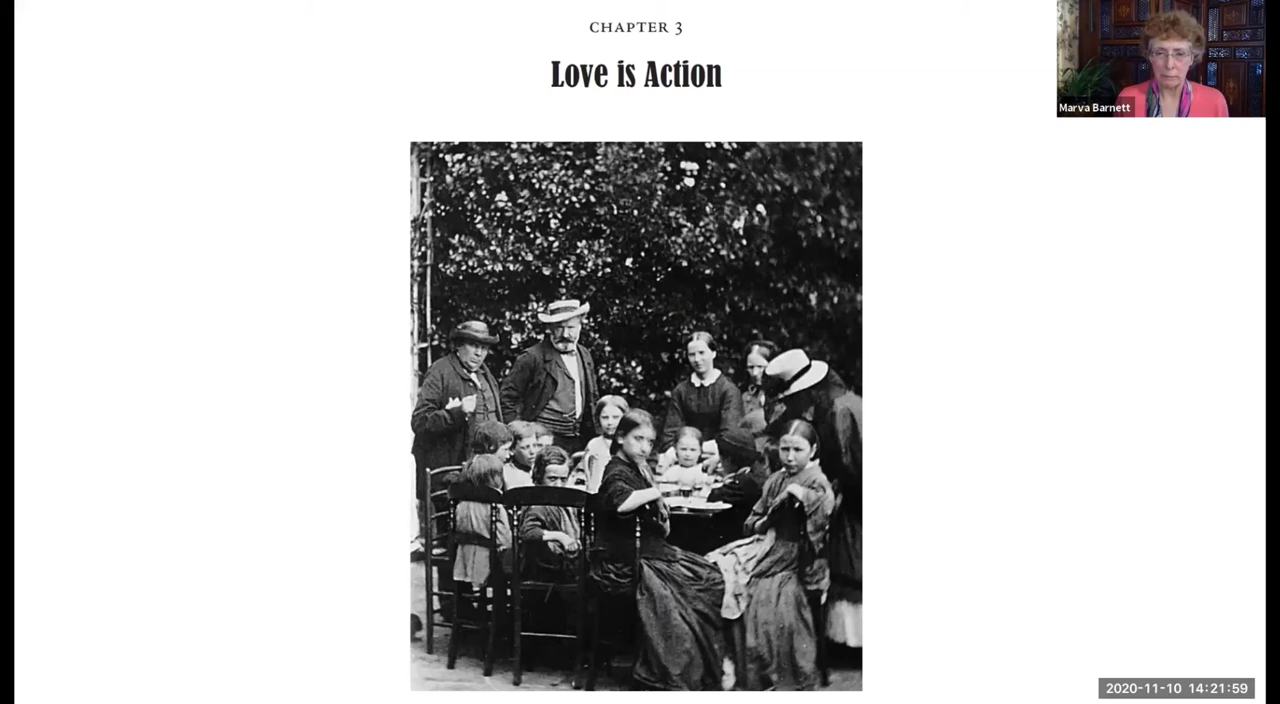 CHAPTER 3
Love is Action
Marva Barnett
2020-11-10 14:21:59